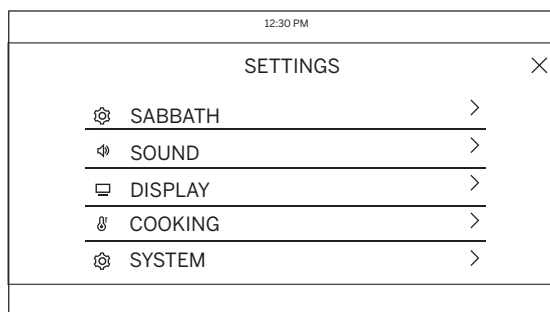 12:30 PM
SETTINGS
SABBATH
SOUND
DISPLAY
COOKING
SYSTEM